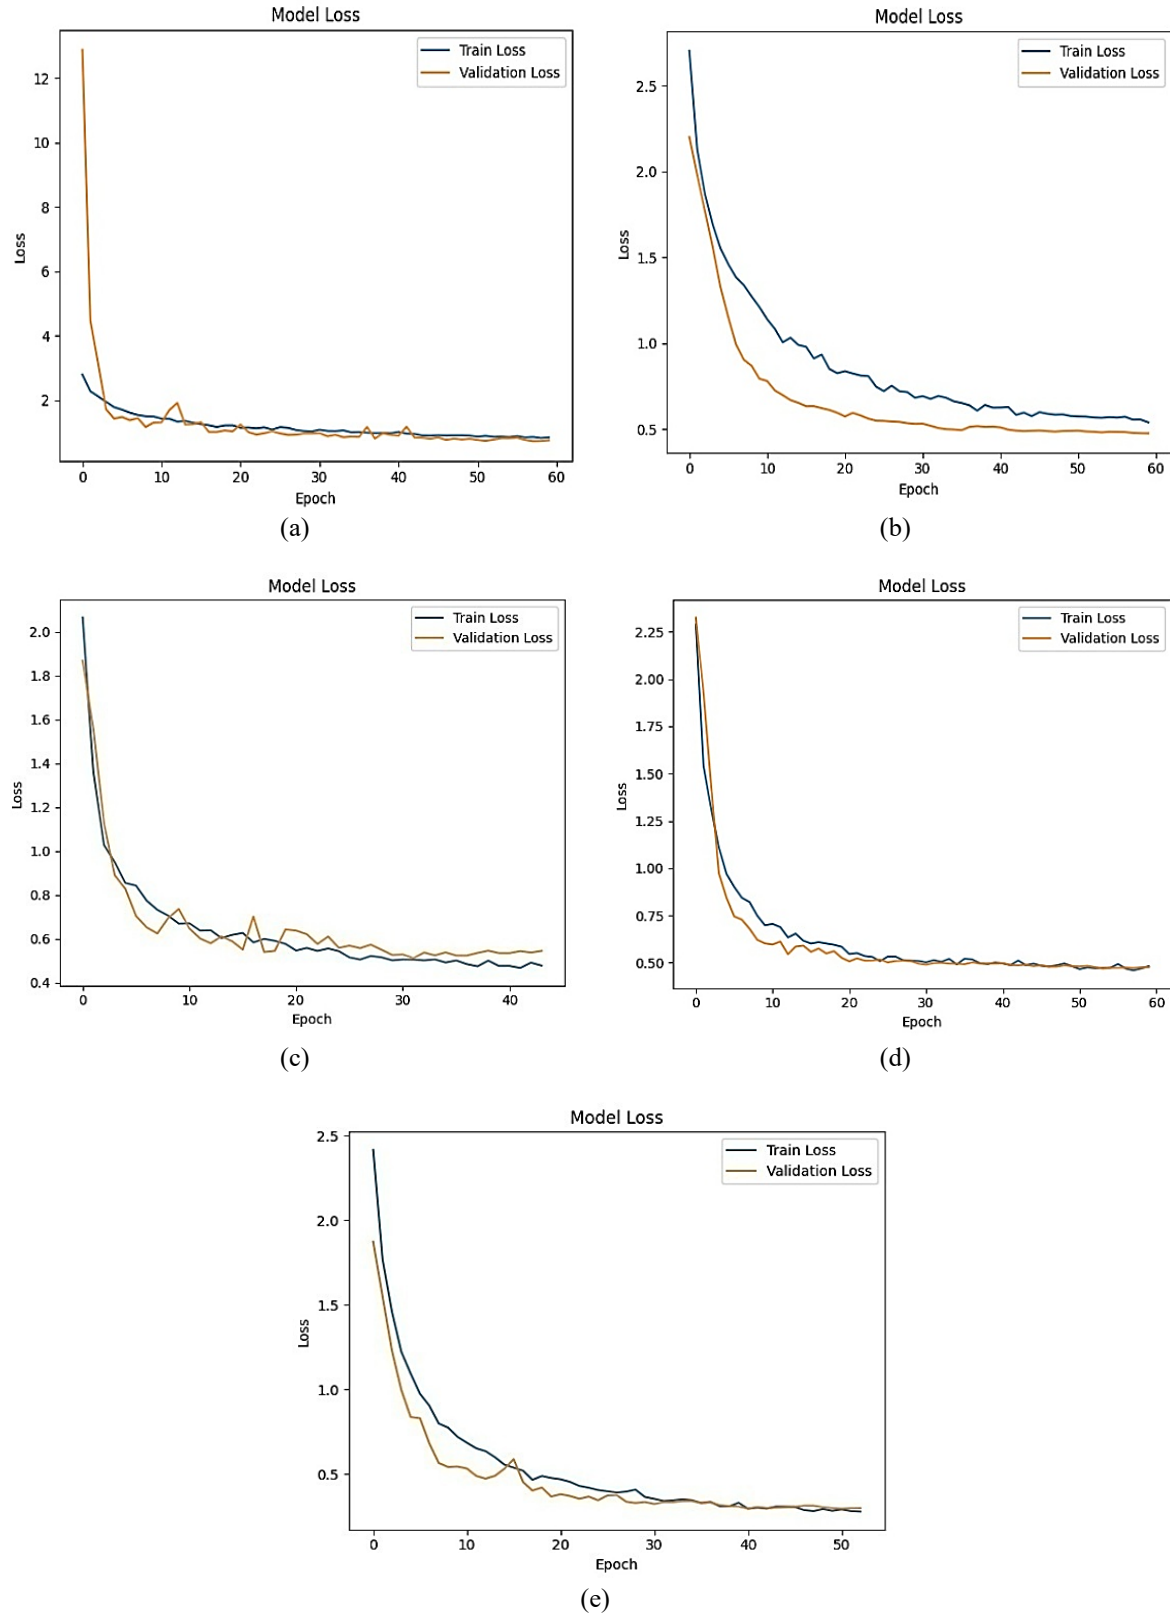 Model Loss
Train Loss
Validation Loss
12
10
8
6
4
2
Loss
0 10 20 30 40 50 60
Epoch
(a)
Model Loss
Train Loss
Validation Loss
2.5
2.0
1.5
1.0
0.5
Loss
0 10 20 30 40 50 60
Epoch
(b)
Model Loss
Train Loss
Validation Loss
2.0
1.8
1.6
1.4
1.2
1.0
0.8
0.6
0.4
Loss
0 10 20 30 40
Epoch
(c)
Model Loss
Train Loss
Validation Loss
2.25
2.00
1.75
1.50
1.25
1.00
0.75
0.50
Loss
0 10 20 30 40 50 60
Epoch
(d)
Model Loss
Train Loss
Validation Loss
2.5
2.0
1.5
1.0
0.5
Loss
0 10 20 30 40 50
Epoch
(e)